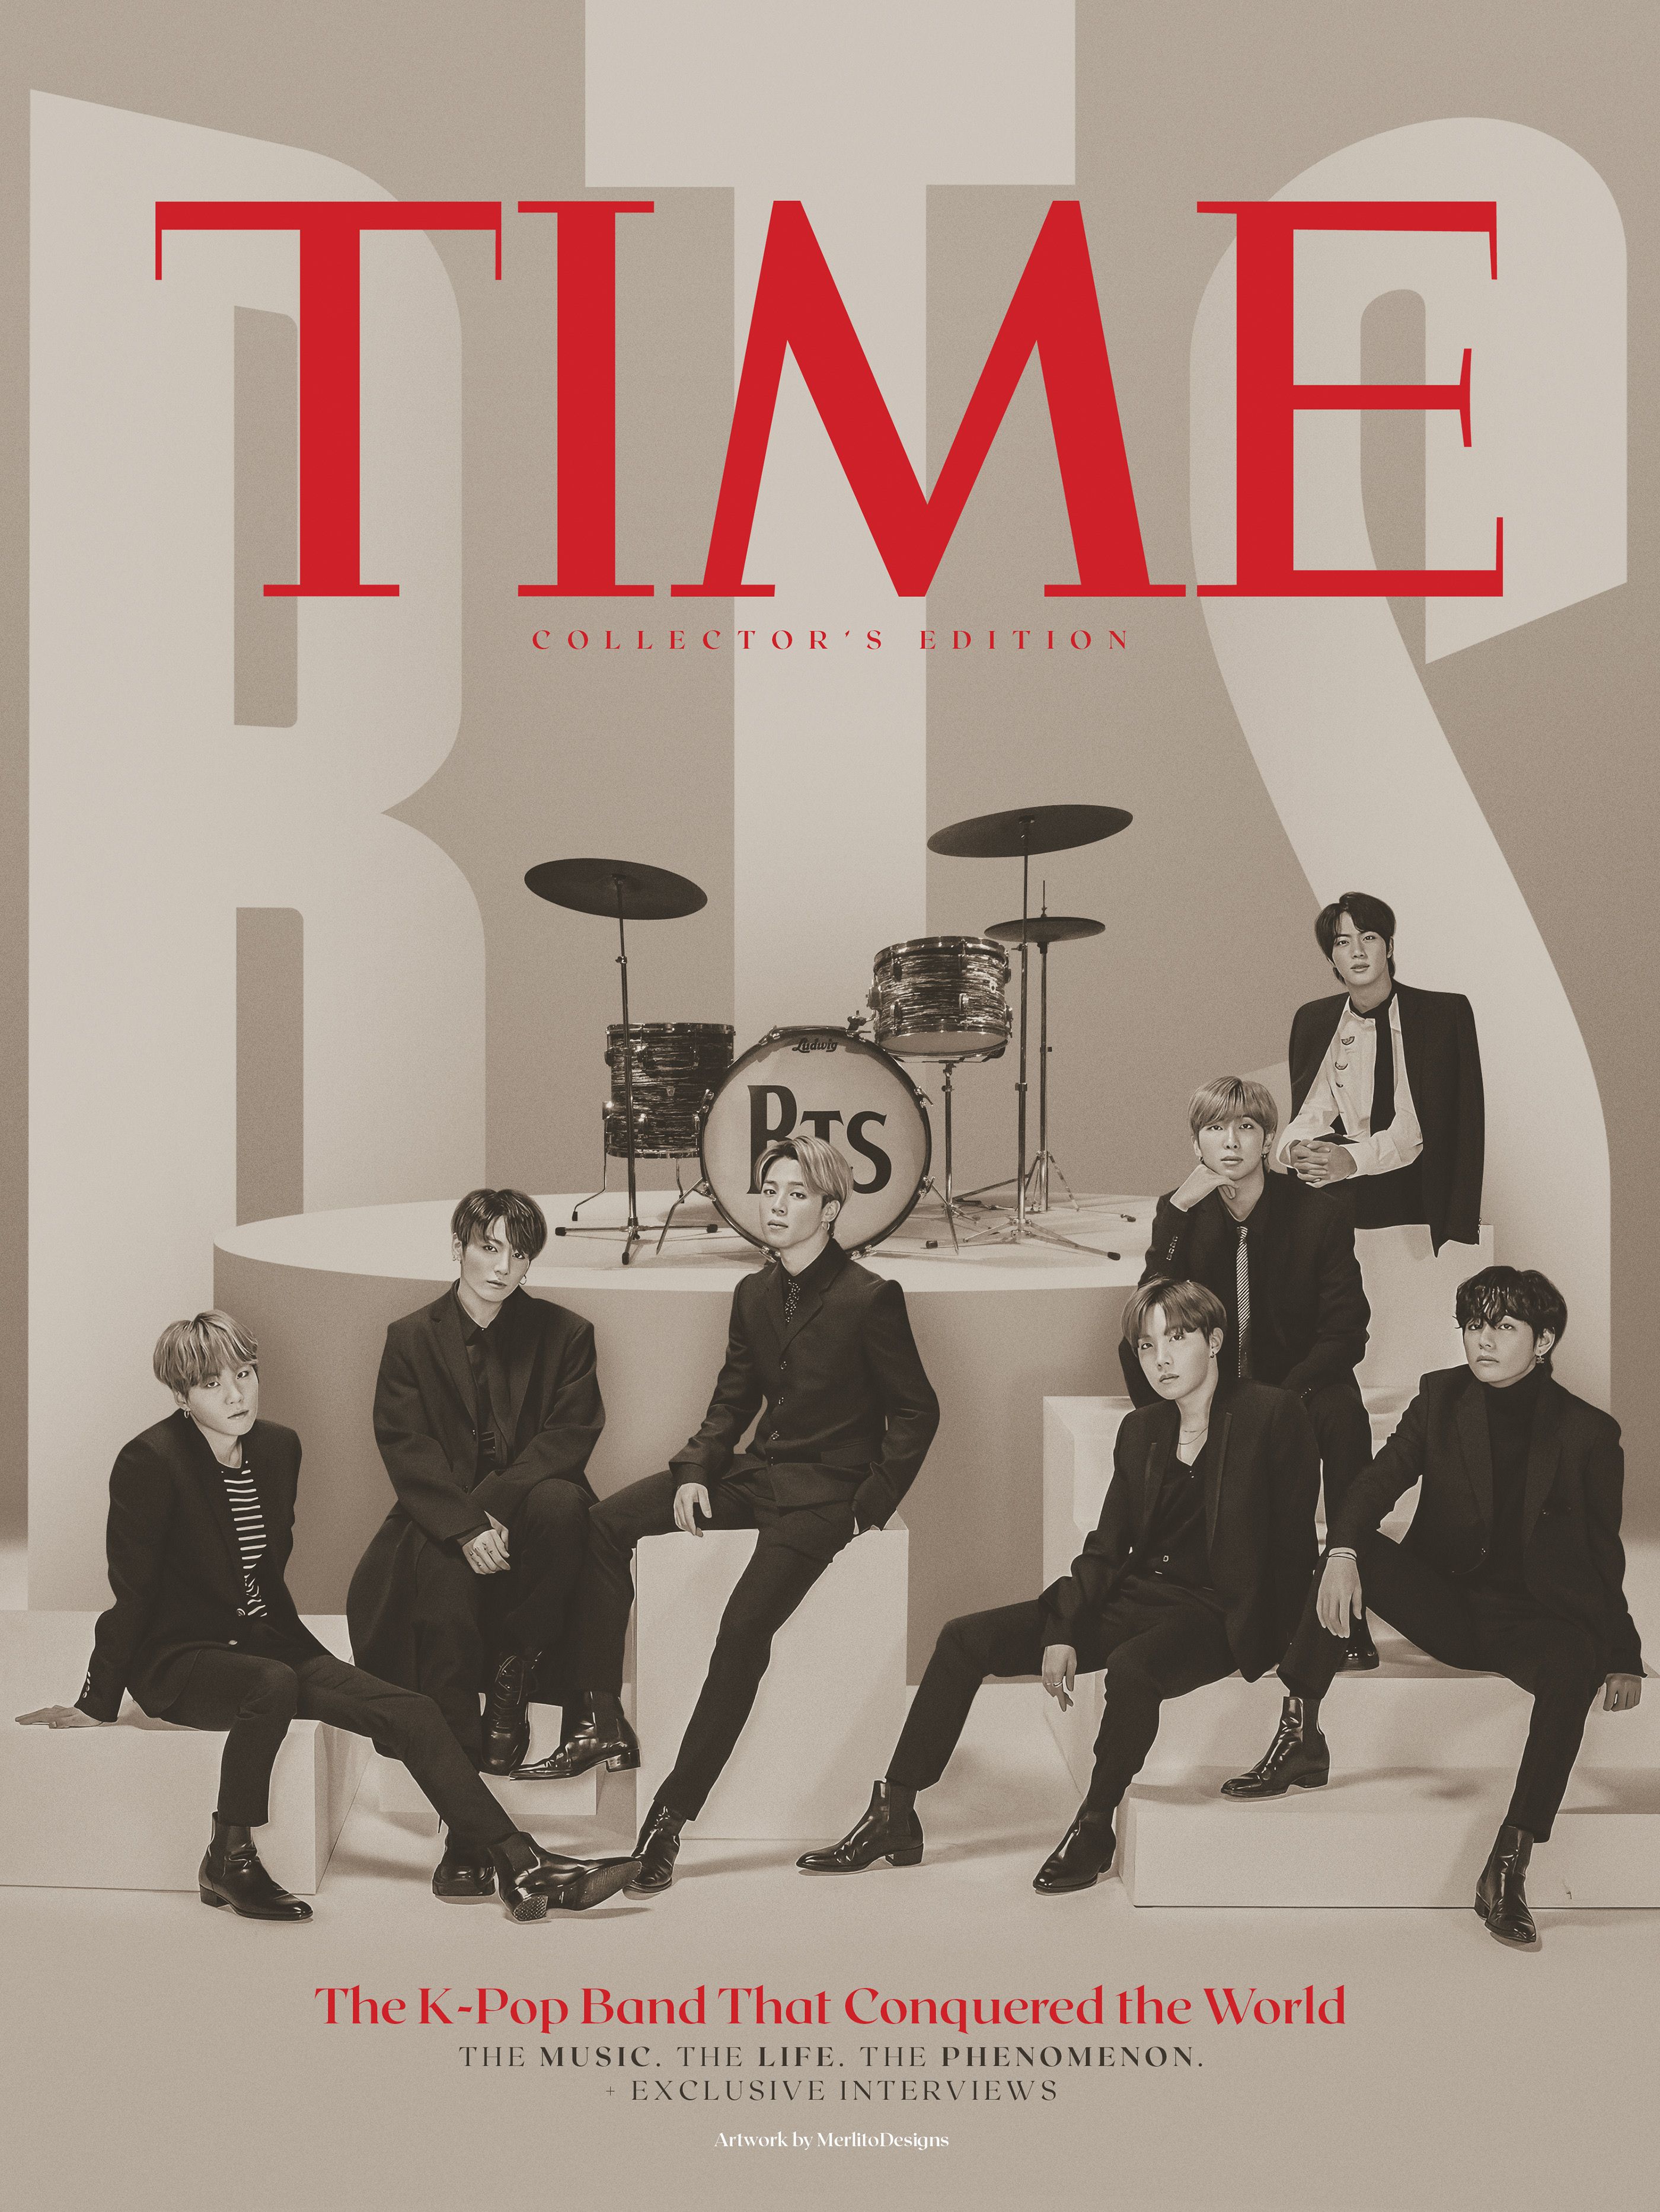 BTS
TIME
COLLECTOR'S EDITION
Ludwig
BTS
The K-Pop Band That Conquered the World
THE MUSIC. THE LIFE. THE PHENOMENON.
+ EXCLUSIVE INTERVIEWS
Artwork by MerlitoDesigns